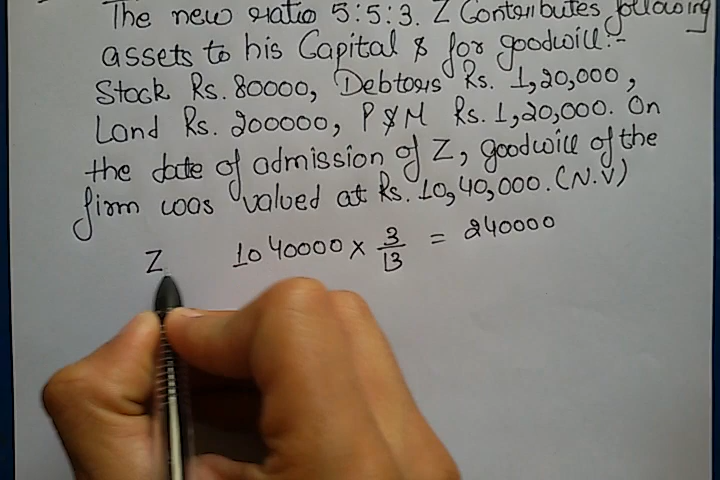 The new ratio 5:5:3. Z Contributes following
assets to his Capital & for goodwill:-
Stock Rs. 80000, Debtors Rs. 1,20,000,
Land Rs. 200000, P & M Rs. 1,20,000. On
the date of admission of Z, goodwill of the
firm was valued at Rs. 10,40,000. (N.V)
Z 1040000 × 3/13 = 240000